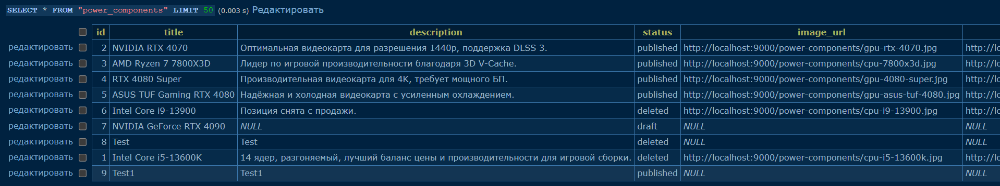 SELECT * FROM "power_components" LIMIT 50 (0.003 s) Редактировать
id title description status image_url
редактировать 2 NVIDIA RTX 4070 Оптимальная видеокарта для разрешения 1440p, поддержка DLSS 3. published http://localhost:9000/power-components/gpu-rtx-4070.jpg http://lo
редактировать 3 AMD Ryzen 7 7800X3D Лидер по игровой производительности благодаря 3D V-Cache. published http://localhost:9000/power-components/cpu-7800x3d.jpg http://lo
редактировать 4 RTX 4080 Super Производительная видеокарта для 4K, требует мощного БП. published http://localhost:9000/power-components/gpu-4080-super.jpg http://lo
редактировать 5 ASUS TUF Gaming RTX 4080 Надёжная и холодная видеокарта с усиленным охлаждением. published http://localhost:9000/power-components/gpu-asus-tuf-4080.jpg http://lo
редактировать 6 Intel Core i9-13900 Позиция снята с продажи. deleted http://localhost:9000/power-components/cpu-i9-13900.jpg http://lo
редактировать 7 NVIDIA GeForce RTX 4090 NULL draft NULL NULL
редактировать 8 Test Test deleted NULL NULL
редактировать 1 Intel Core i5-13600K 14 ядер, разгоняемый, лучший баланс цены и производительности для игровой сборки. deleted http://localhost:9000/power-components/cpu-i5-13600k.jpg http://lo
редактировать 9 Test1 Test1 published NULL NULL